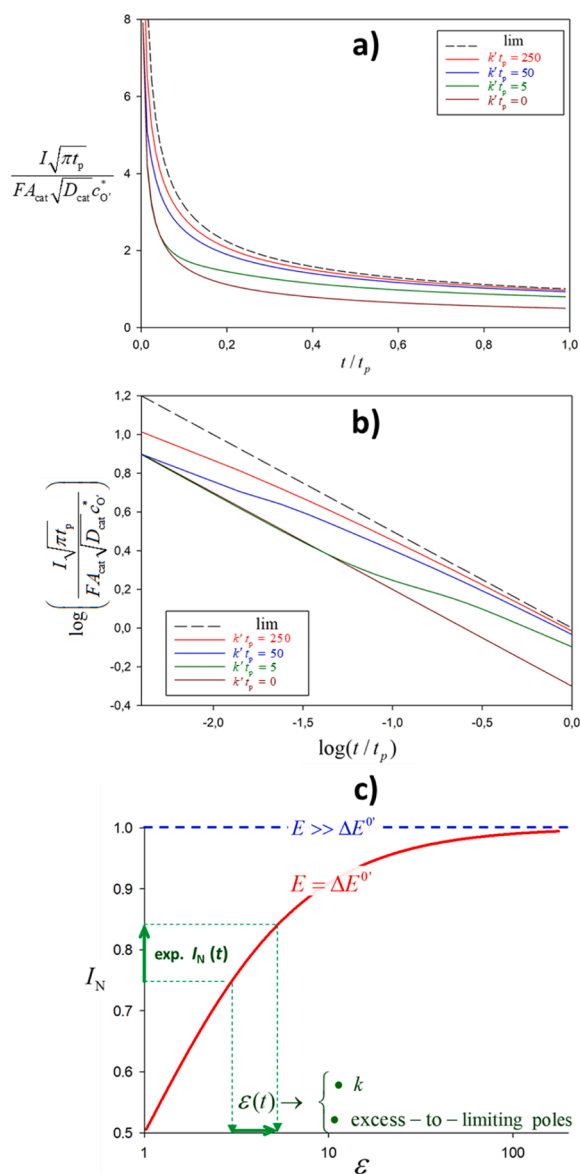 a)
8
6
4
2
0
I√(πt_p)
FA_cat√(D_cat)c*_O'
lim
k't_p = 250
k't_p = 50
k't_p = 5
k't_p = 0
0,0 0,2 0,4 0,6 0,8 1,0
t / t_p
b)
1,2
1,0
0,8
0,6
0,4
0,2
0,0
-0,2
-0,4
log( I√(πt_p) / FA_cat√(D_cat)c*_O' )
lim
k't_p = 250
k't_p = 50
k't_p = 5
k't_p = 0
-2,0 -1,5 -1,0 -0,5 0,0
log(t / t_p)
c)
1.0
0.9
0.8
0.7
0.6
0.5
I_N
E >> ΔE^0'
E = ΔE^0'
exp. I_N (t)
ε(t) → {
• k
• excess – to – limiting poles
1 10 100
ε